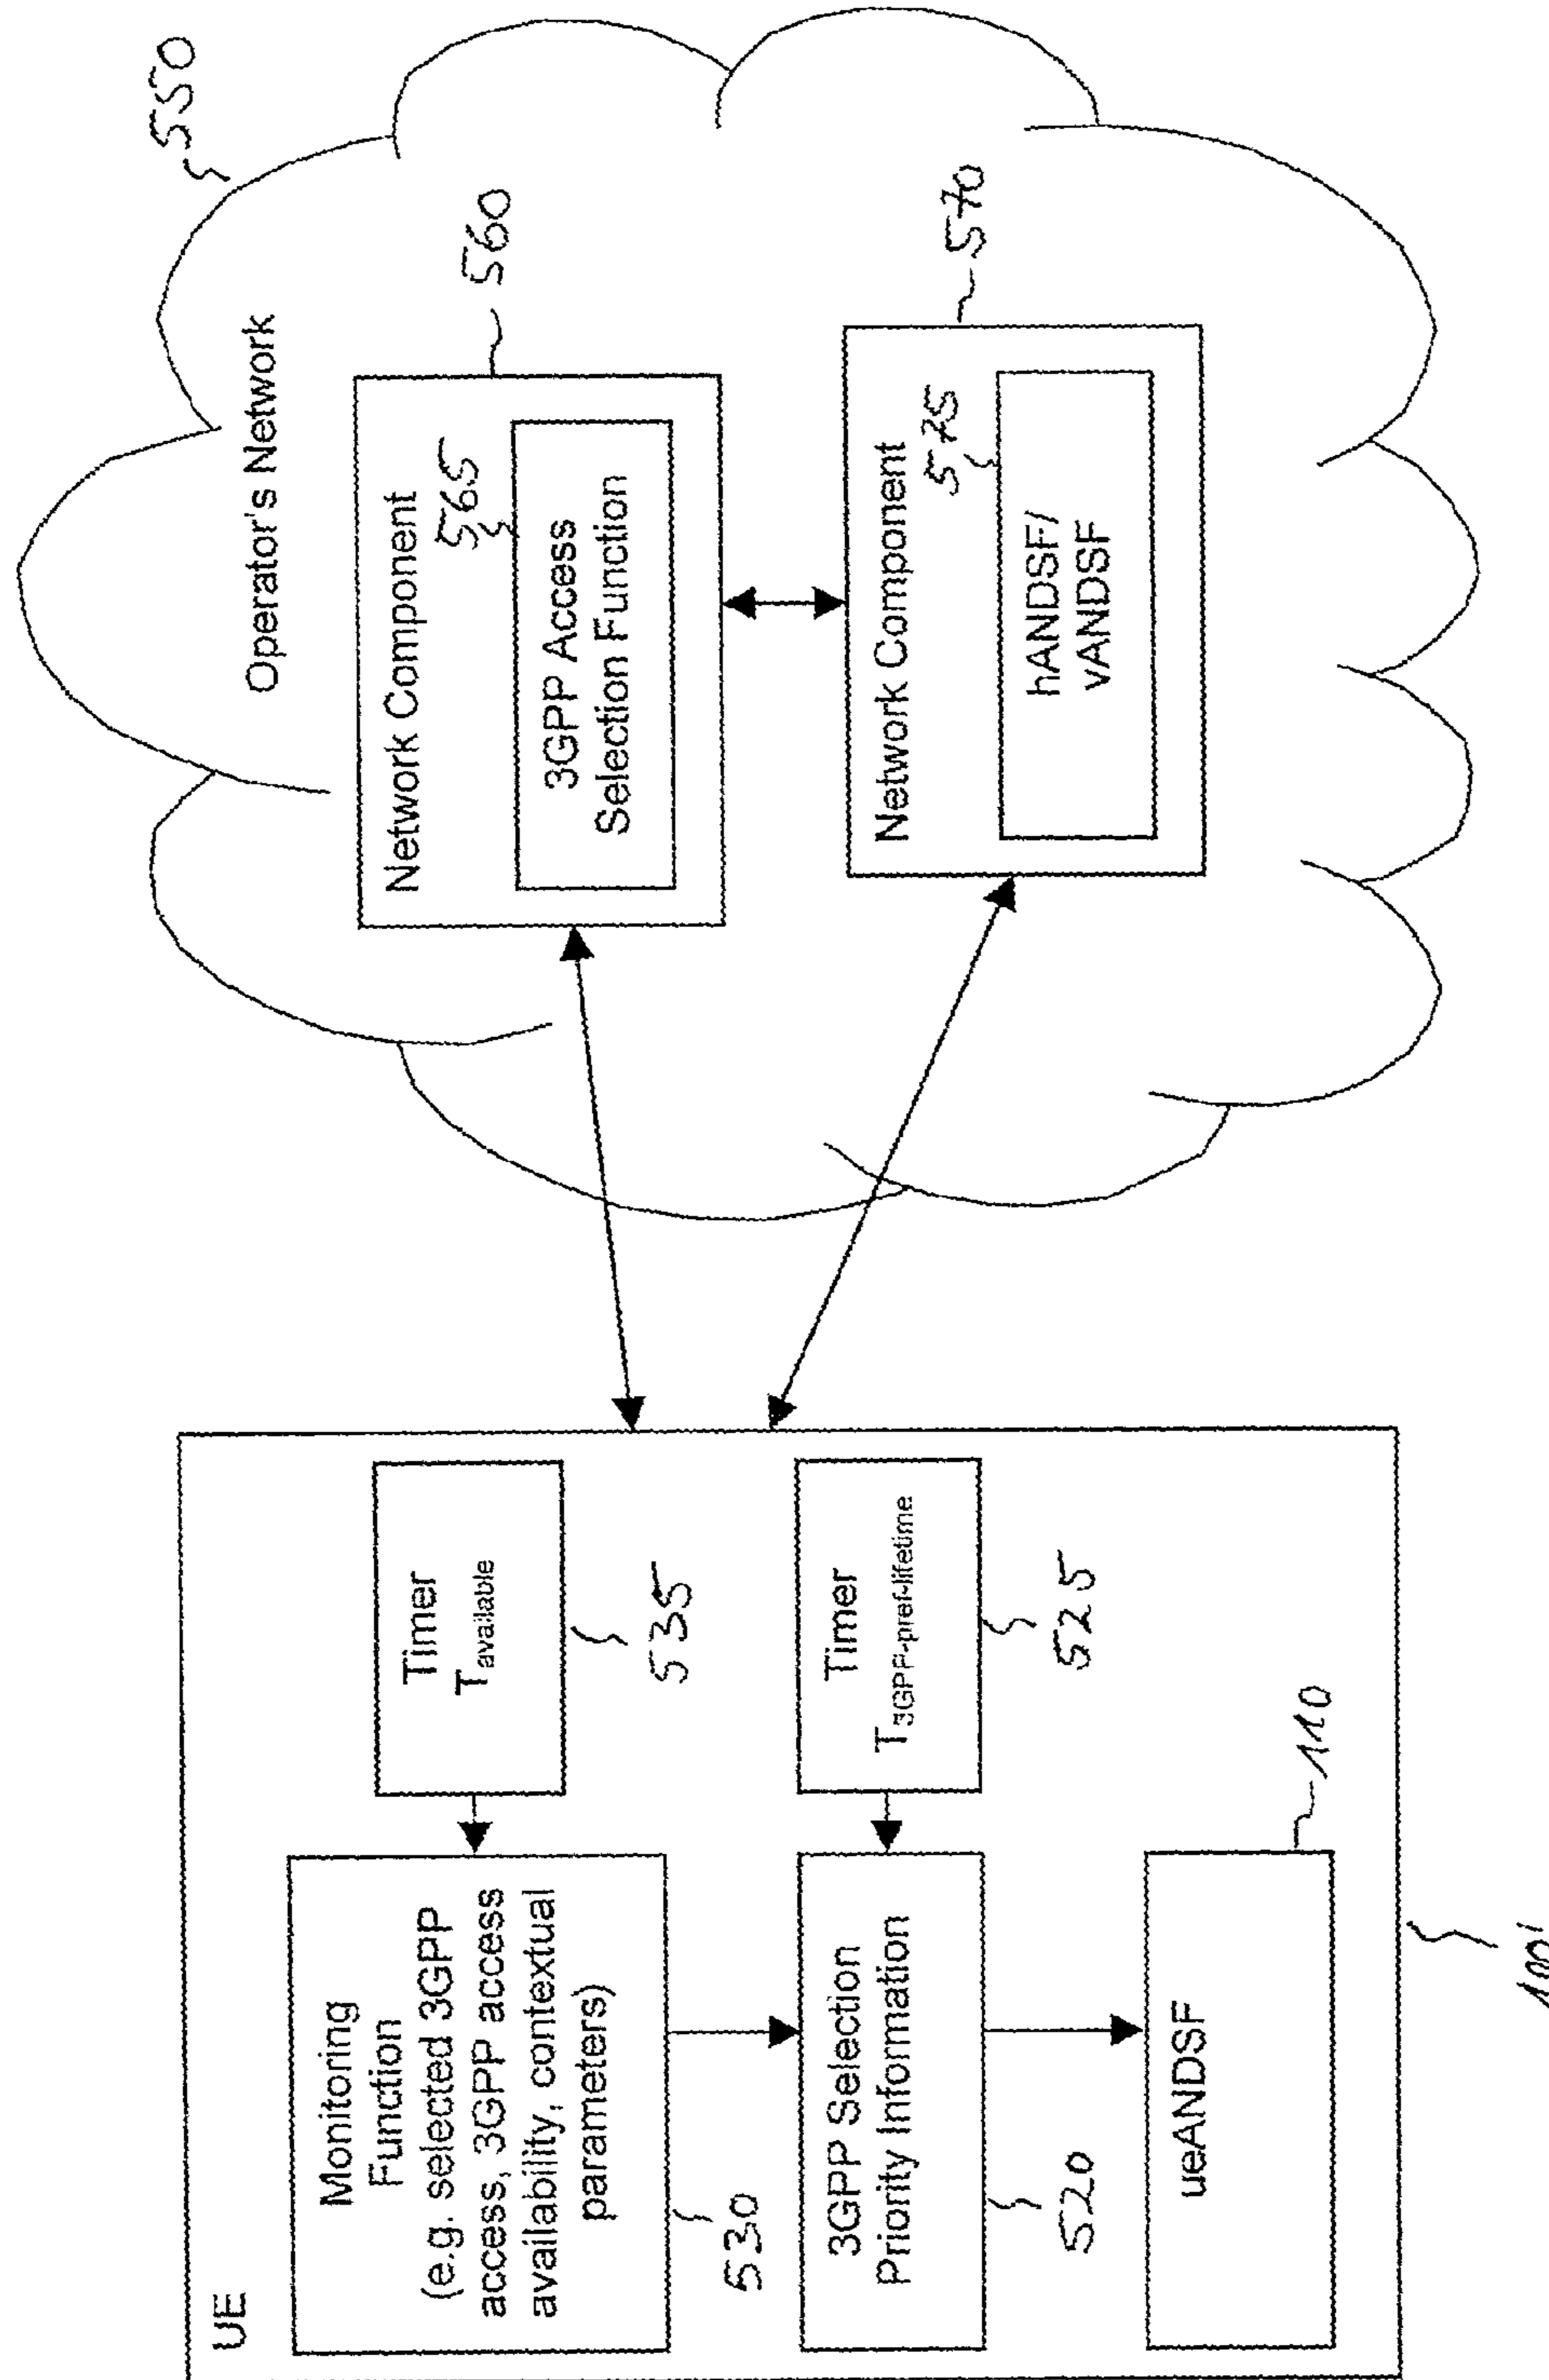 UE
Monitoring
Function
(e.g. selected 3GPP
access, 3GPP access
availability, contextual
parameters)
530
Timer
Tavailable
535
3GPP Selection
Priority Information
520
Timer
T3GPP-pref-lifetime
525
ueANDSF
110
100'
550
Operator's Network
560
Network Component
565
3GPP Access
Selection Function
570
Network Component
575
hANDSF/
vANDSF